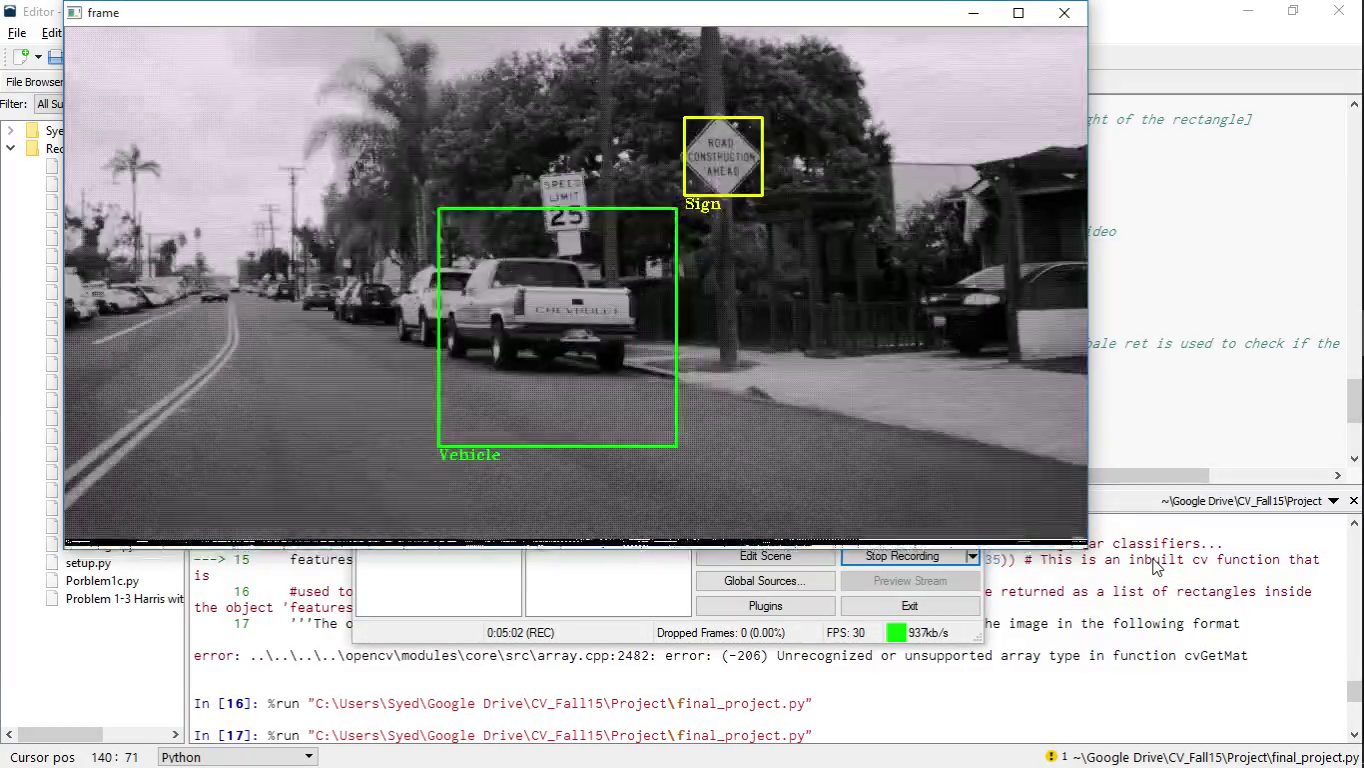 Editor -
frame
File
Edit
File Browser
Filter:
All Su
Sye
Rec
setup.py
Porblem1c.py
Problem 1-3 Harris wit
SPEED
LIMIT
25
ROAD
CONSTRUCTION
AHEAD
Sign
CHEVROLET
Vehicle
ght of the rectangle]
ideo
bale ret is used to check if the
~\Google Drive\CV_Fall15\Project
ar classifiers...
---> 15 features
35)) # This is an inbuilt cv function that
is
16 #used to
e returned as a list of rectangles inside
the object 'features
17 '''The o
he image in the following format
Edit Scene
Stop Recording
Global Sources...
Preview Stream
Plugins
Exit
0:05:02 (REC)
Dropped Frames: 0 (0.00%)
FPS: 30
937kb/s
error: ..\..\..\..\opencv\modules\core\src\array.cpp:2482: error: (-206) Unrecognized or unsupported array type in function cvGetMat
In [16]: %run "C:\Users\Syed\Google Drive\CV_Fall15\Project\final_project.py"
In [17]: %run "C:\Users\Syed\Google Drive\CV_Fall15\Project\final_project.py"
Cursor pos 140: 71
Python
1 ~\Google Drive\CV_Fall15\Project\final_project.py